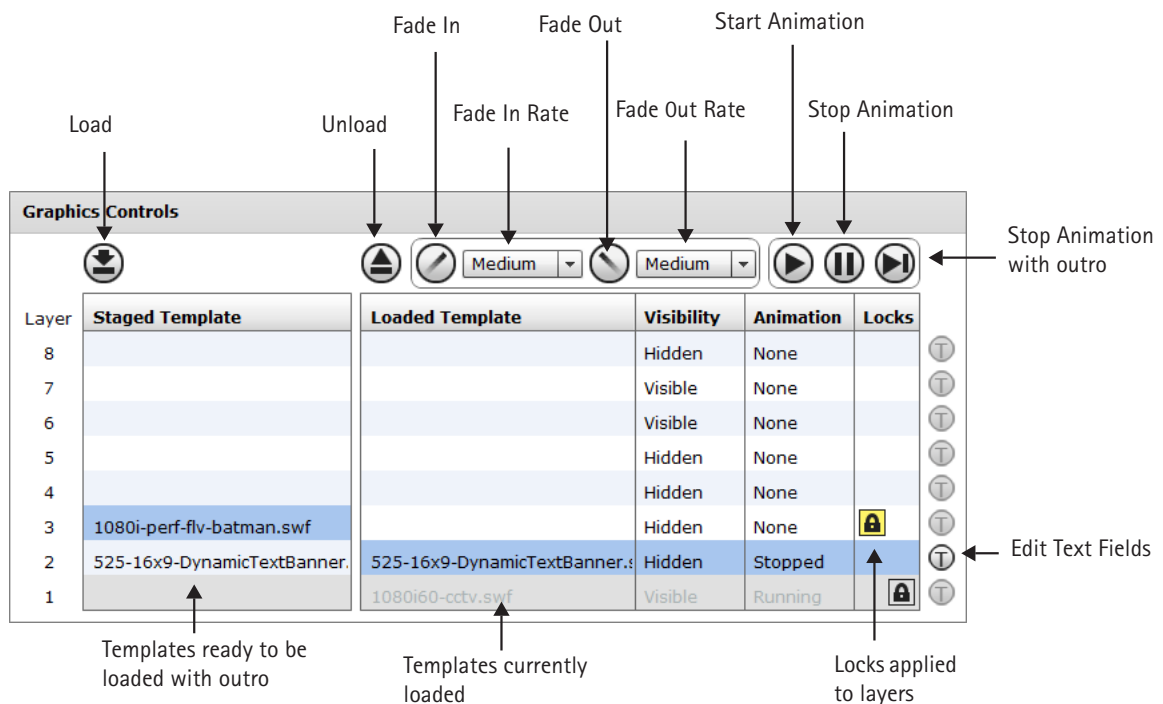 Fade In
Fade Out
Start Animation
Load
Unload
Fade In Rate
Fade Out Rate
Stop Animation
Graphics Controls
Medium
Medium
Stop Animation
with outro
Layer
Staged Template
Loaded Template
Visibility
Animation
Locks
8 Hidden None T
7 Visible None T
6 Visible None T
5 Hidden None T
4 Hidden None T
3 1080i-perf-flv-batman.swf Hidden None T
2 525-16x9-DynamicTextBanner. 525-16x9-DynamicTextBanner.s Hidden Stopped T
Edit Text Fields
1 1080i60-cctv.swf Visible Running T
Templates ready to be
loaded with outro
Templates currently
loaded
Locks applied
to layers